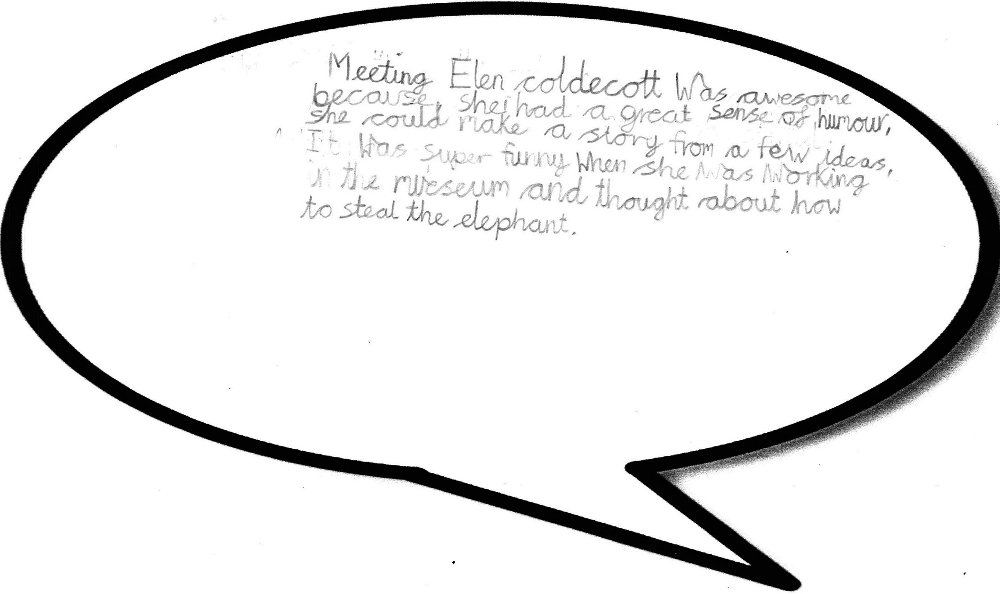 Meeting Elen coldecott Was awesome
because, she had a great sense of humour,
she could make a story from a few ideas,
It Was super funny When she Was Working
in the mueseum and thought about how
to steal the elephant.